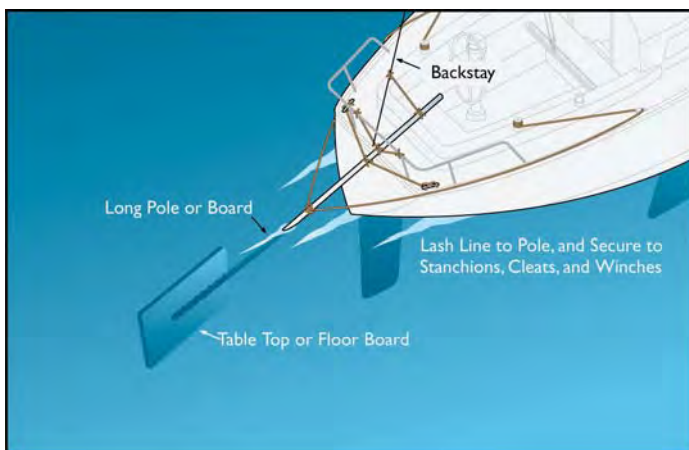 Backstay
Long Pole or Board
Lash Line to Pole, and Secure to
Stanchions, Cleats, and Winches
Table Top or Floor Board